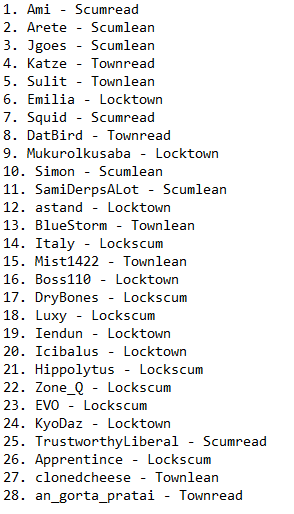 1. Ami - Scumread
2. Arete - Scumlean
3. Jgoes - Scumlean
4. Katze - Townread
5. Sulit - Townlean
6. Emilia - Locktown
7. Squid - Scumread
8. DatBird - Townread
9. Mukurolkusaba - Locktown
10. Simon - Scumlean
11. SamiDerpsALot - Scumlean
12. astand - Locktown
13. BlueStorm - Townlean
14. Italy - Lockscum
15. Mist1422 - Townlean
16. Boss110 - Locktown
17. DryBones - Lockscum
18. Luxy - Lockscum
19. Iendun - Locktown
20. Icibalus - Locktown
21. Hippolytus - Lockscum
22. Zone_Q - Lockscum
23. EVO - Lockscum
24. KyoDaz - Locktown
25. TrustworthyLiberal - Scumread
26. Apprentince - Lockscum
27. clonedcheese - Townlean
28. an_gorta_pratai - Townread